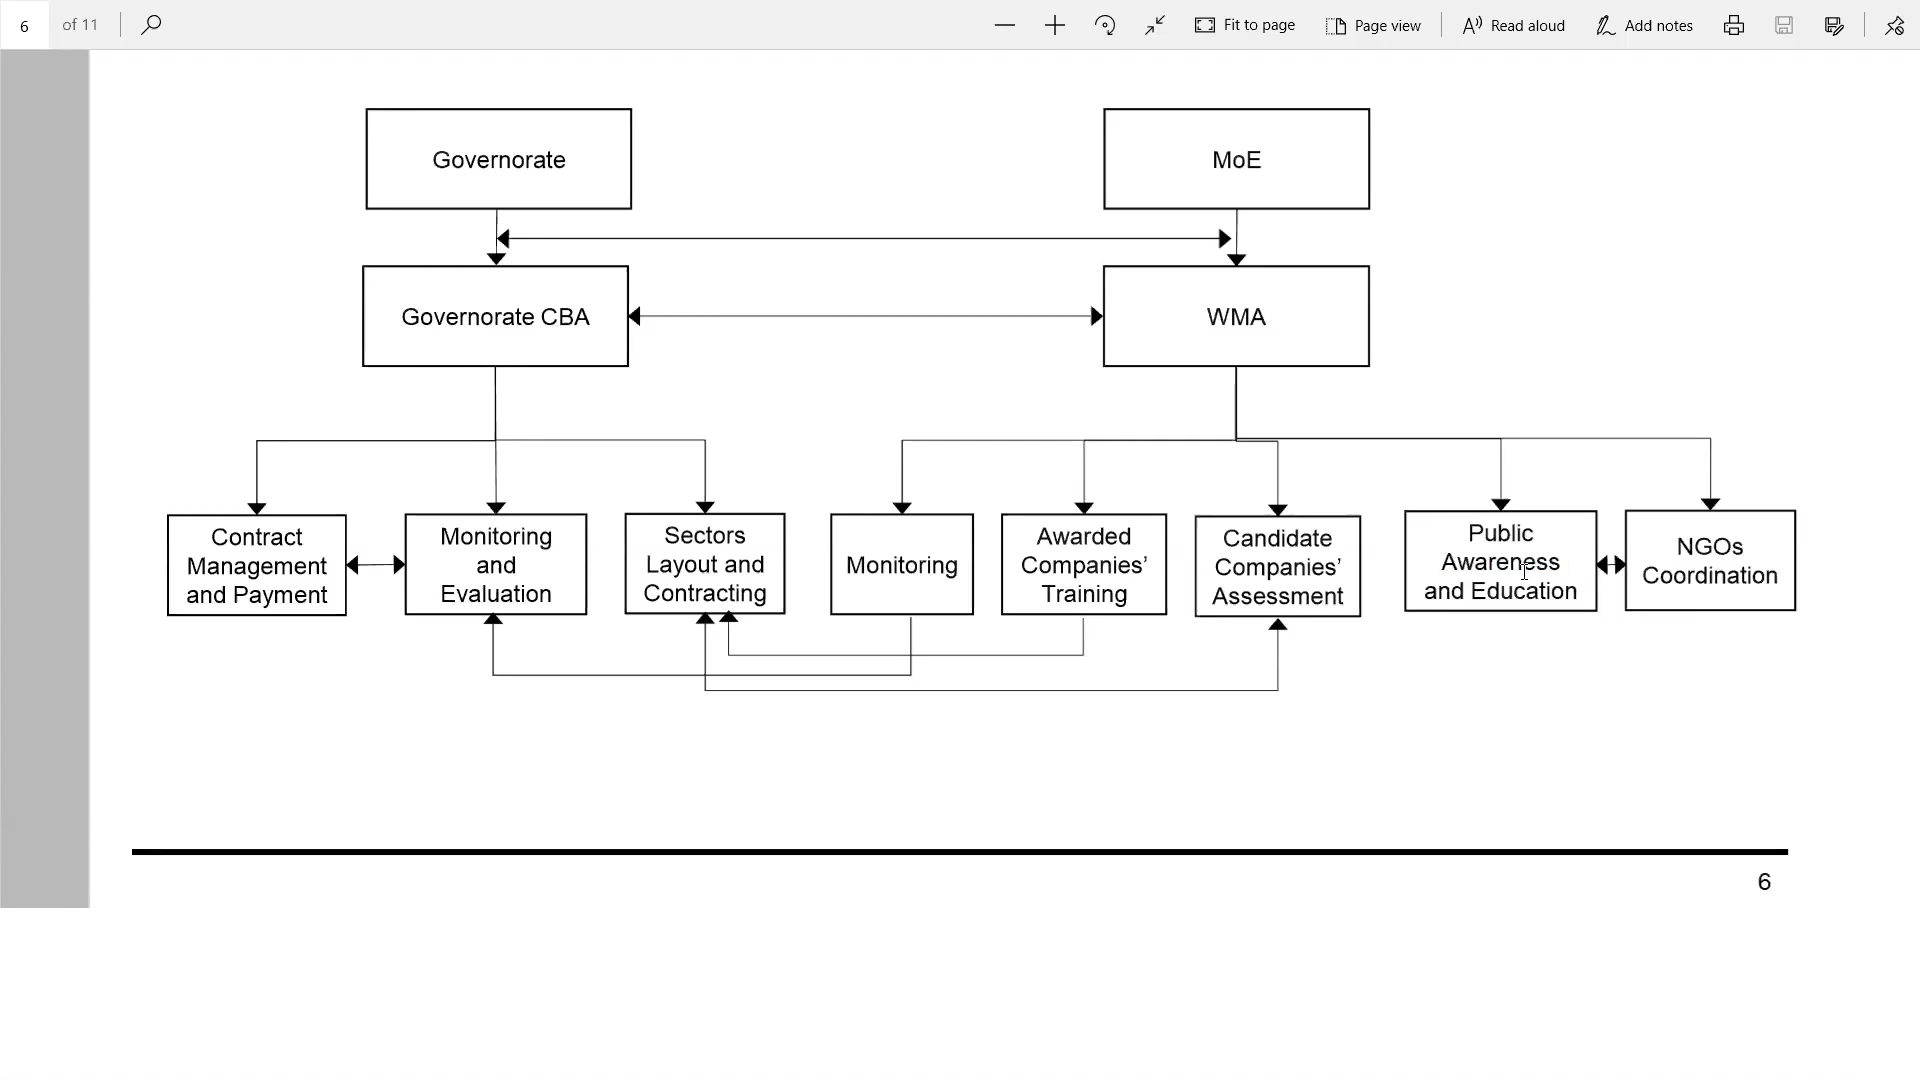 6 of 11 Fit to page Page view Read aloud Add notes
Governorate
MoE
Governorate CBA
WMA
Contract
Management
and Payment
Monitoring
and
Evaluation
Sectors
Layout and
Contracting
Monitoring
Awarded
Companies’
Training
Candidate
Companies’
Assessment
Public
Awareness
and Education
NGOs
Coordination
6